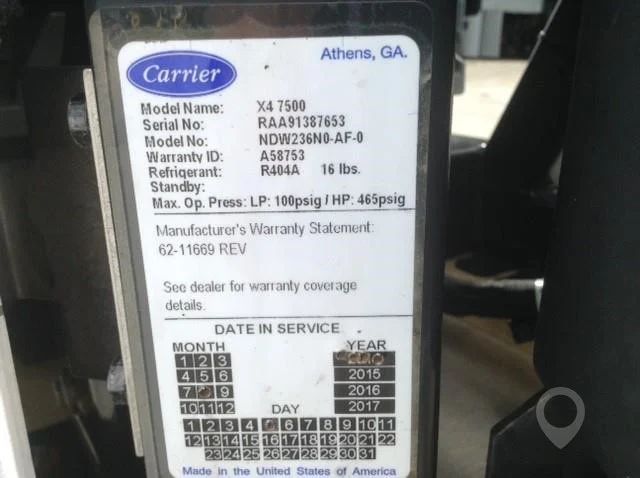 Carrier
Athens, GA.
Model Name: X4 7500
Serial No: RAA91387653
Model No: NDW236N0-AF-0
Warranty ID: A58753
Refrigerant: R404A 16 lbs.
Standby:
Max. Op. Press: LP: 100psig / HP: 465psig
Manufacturer's Warranty Statement:
62-11669 REV
See dealer for warranty coverage
details.
DATE IN SERVICE
MONTH YEAR
1 2 3
4 5 6 2015
7 9 2016
10 11 12 DAY 2017
1 2 3 4 5 6 7 8 9 10 11
12 13 14 15 16 17 18 19 20 21 22
23 24 25 26 27 28 29 30 31
Made in the United States of America